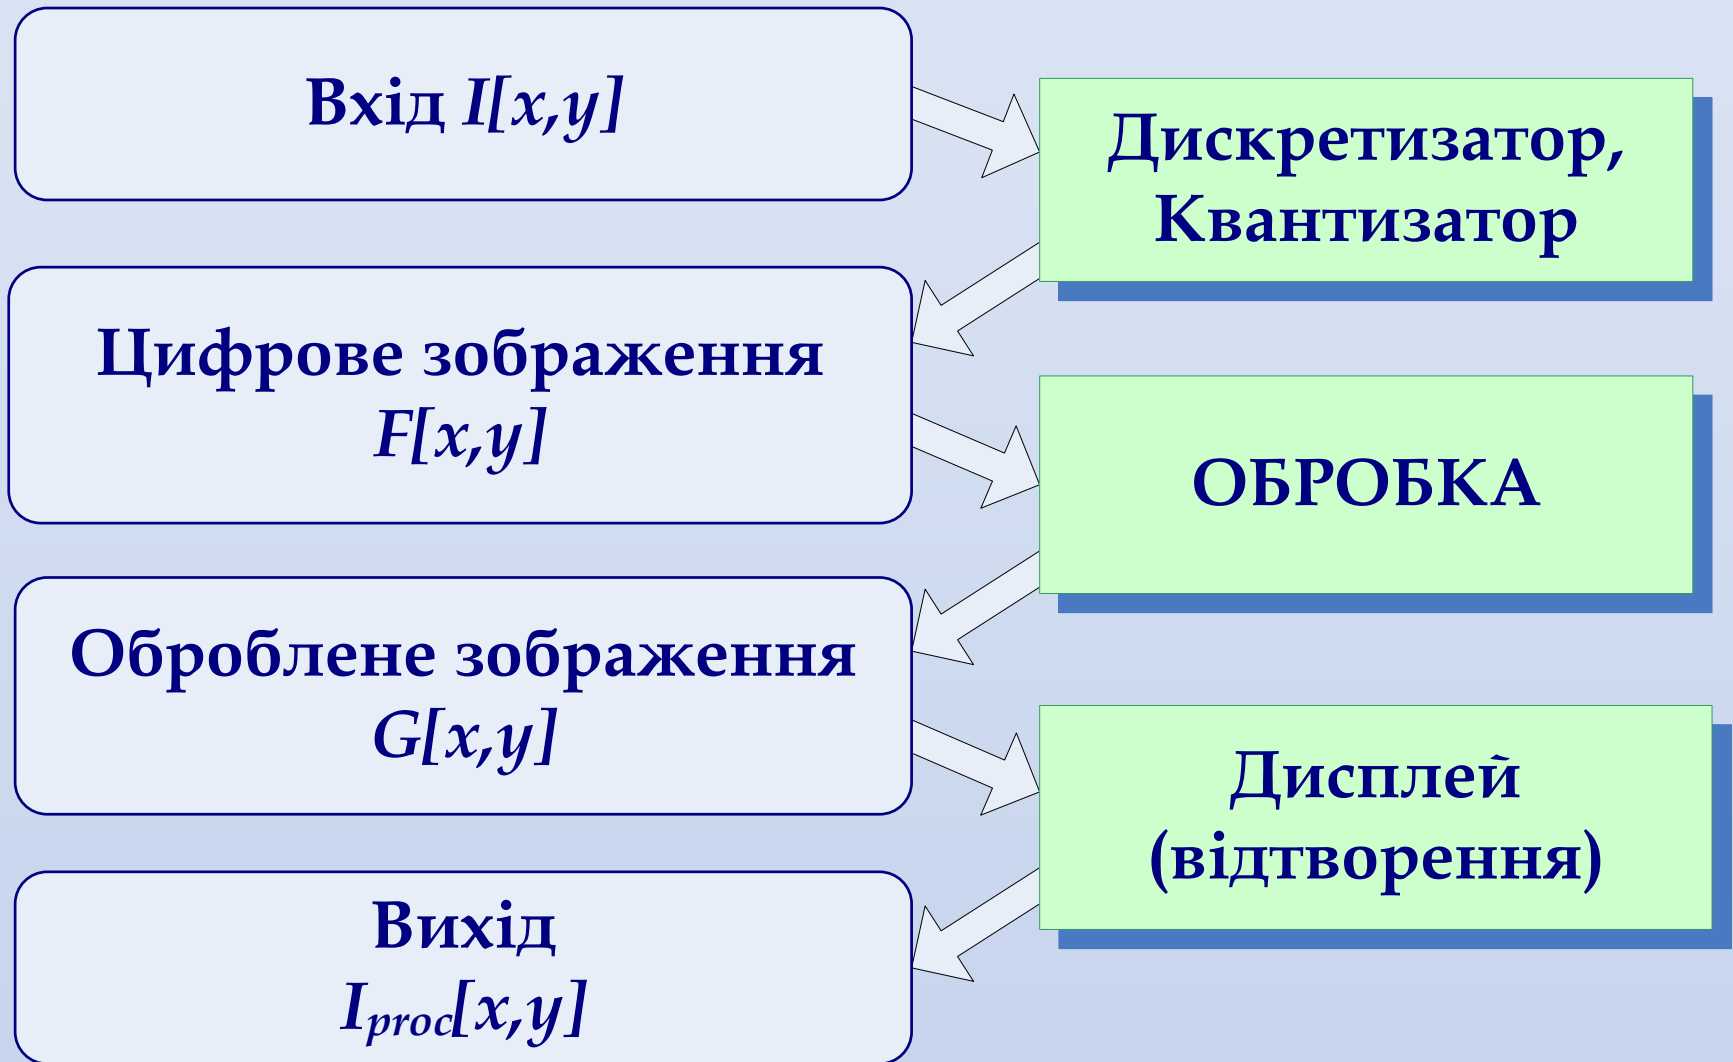 Вхід I[x,y]
Дискретизатор,
Квантизатор
Цифрове зображення
F[x,y]
ОБРОБКА
Оброблене зображення
G[x,y]
Дисплей
(відтворення)
Вихід
Iproc[x,y]